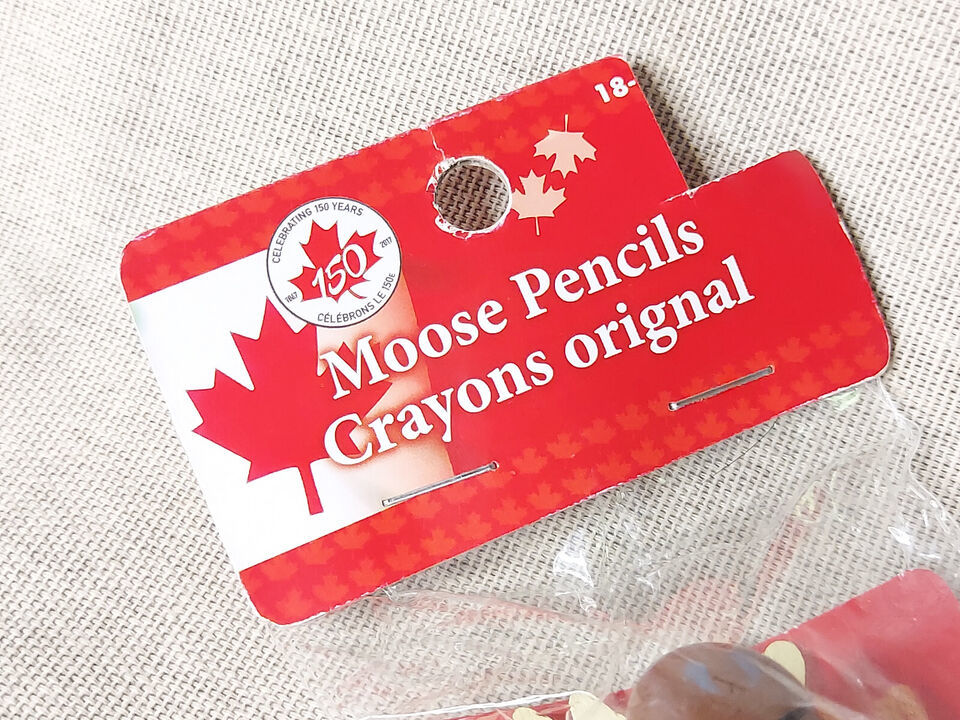 18-
CELEBRATING 150 YEARS
1867
150
2017
CÉLÉBRONS LE 150E
Moose Pencils
Crayons orignal